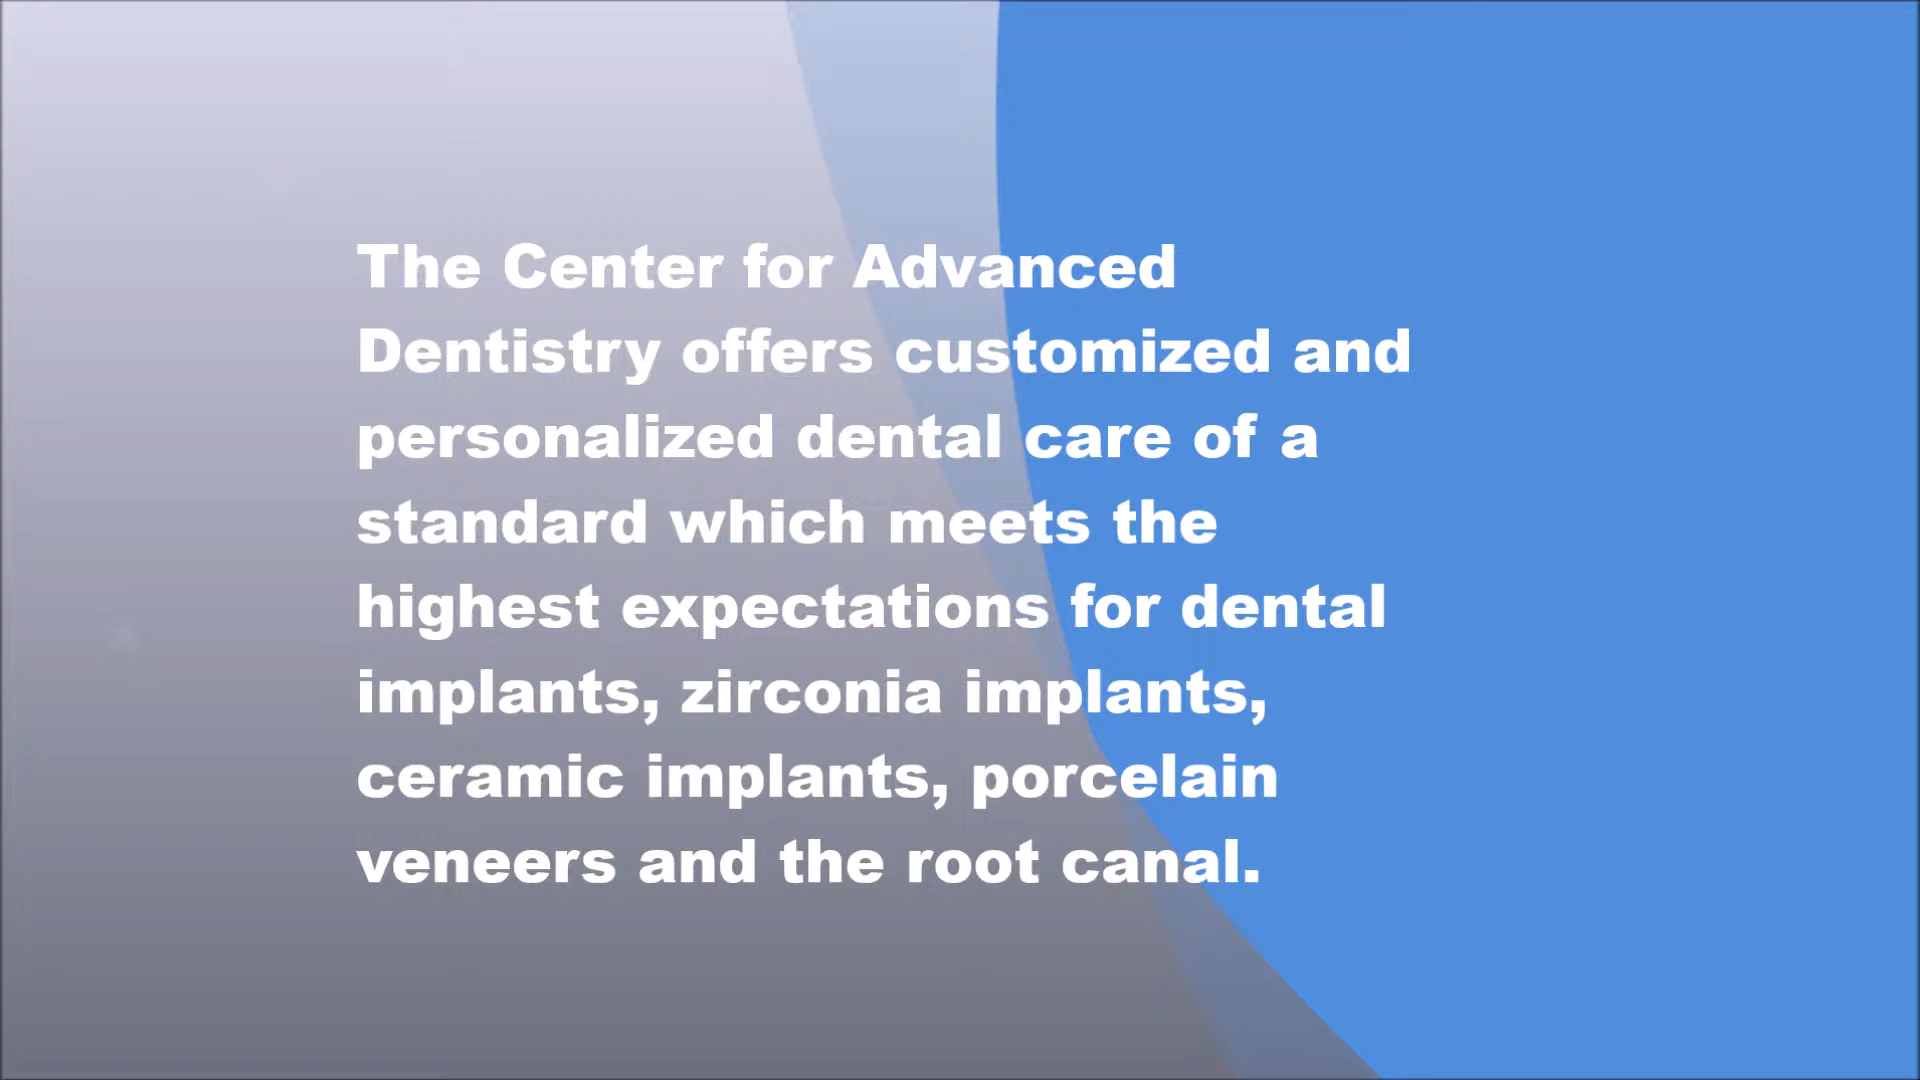 The Center for Advanced
Dentistry offers customized and
personalized dental care of a
standard which meets the
highest expectations for dental
implants, zirconia implants,
ceramic implants, porcelain
veneers and the root canal.